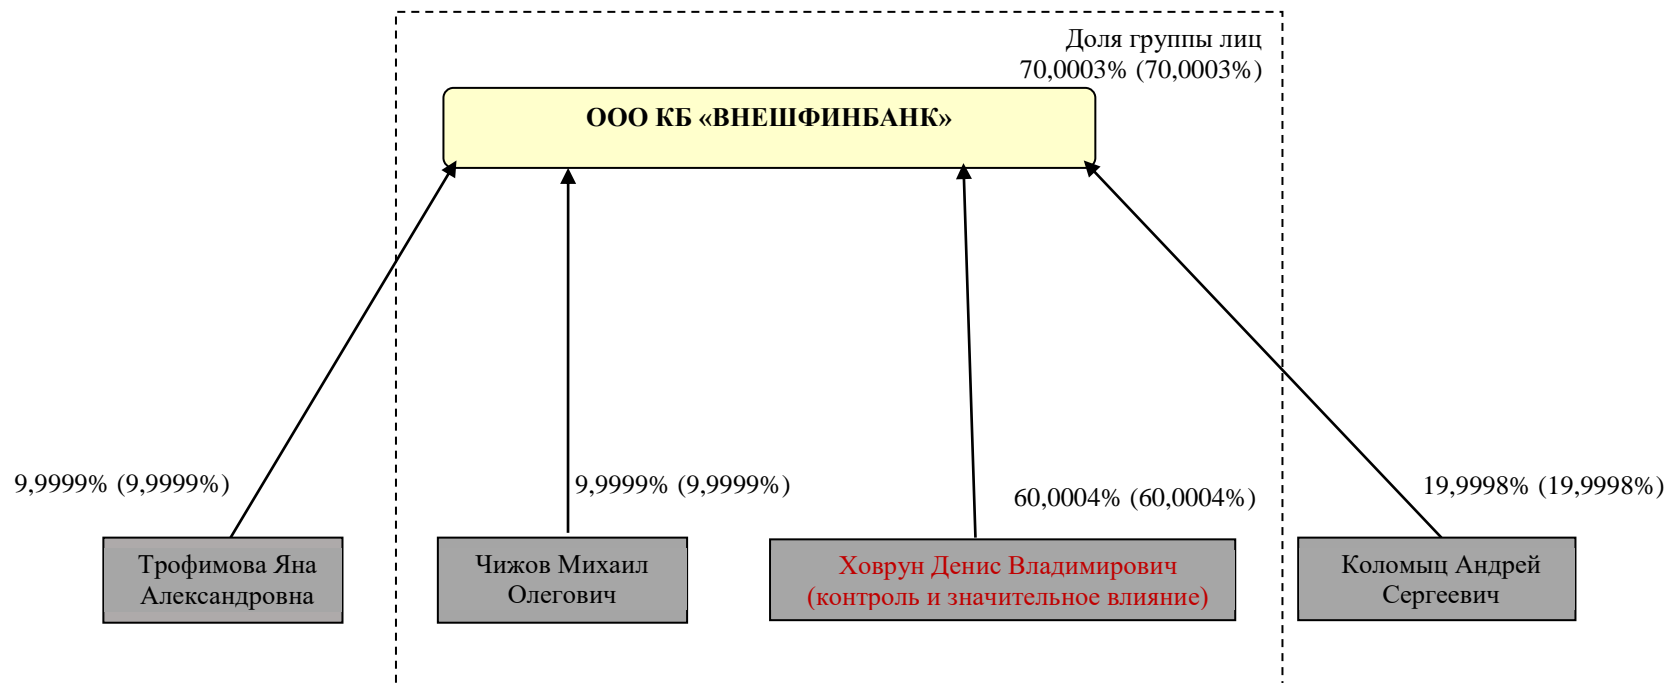 Доля группы лиц
70,0003% (70,0003%)
ООО КБ «ВНЕШФИНБАНК»
9,9999% (9,9999%)
9,9999% (9,9999%)
60,0004% (60,0004%)
19,9998% (19,9998%)
Трофимова Яна
Александровна
Чижов Михаил
Олегович
Ховрун Денис Владимирович
(контроль и значительное влияние)
Коломыц Андрей
Сергеевич